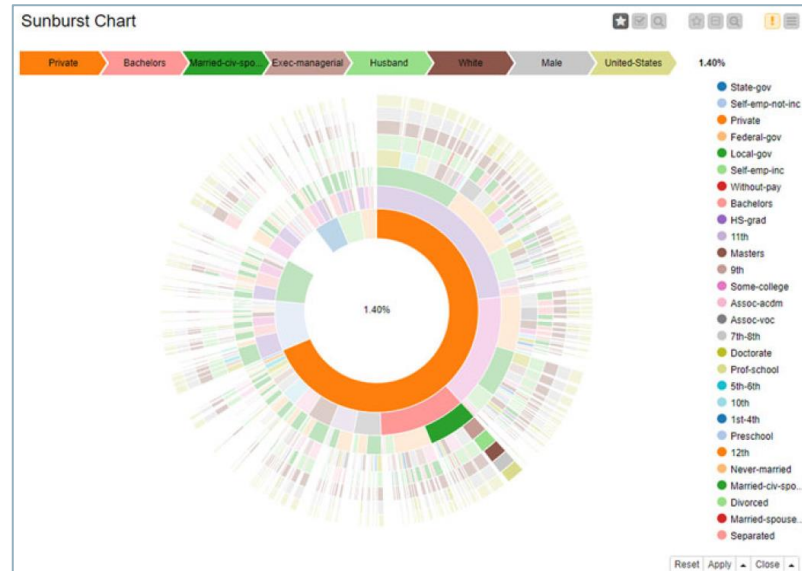 Sunburst Chart
Private Bachelors Married-civ-spo... Exec-managerial Husband White Male United-States 1.40%
1.40%
State-gov
Self-emp-not-inc
Private
Federal-gov
Local-gov
Self-emp-inc
Without-pay
Bachelors
HS-grad
11th
Masters
9th
Some-college
Assoc-acdm
Assoc-voc
7th-8th
Doctorate
Prof-school
5th-6th
10th
1st-4th
Preschool
12th
Never-married
Married-civ-spo..
Divorced
Married-spouse..
Separated
Reset Apply Close